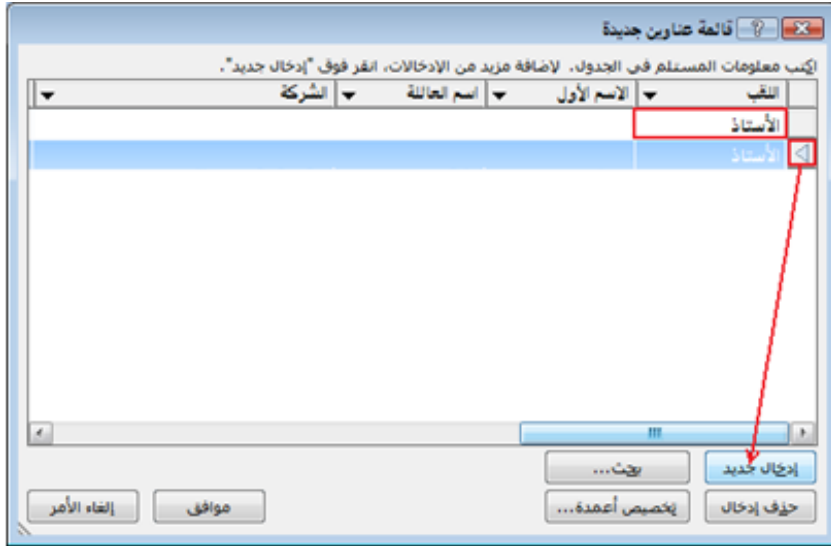 قائمة عناوين جديدة
اكتب معلومات المستلم في الجدول. لإضافة مزيد من الإدخالات، انقر فوق "إدخال جديد".
اللقب الاسم الأول اسم العائلة الشركة
الأستاذ
الأستاذ
إدخال جديد بحث...
حذف إدخال تخصيص أعمدة... موافق إلغاء الأمر